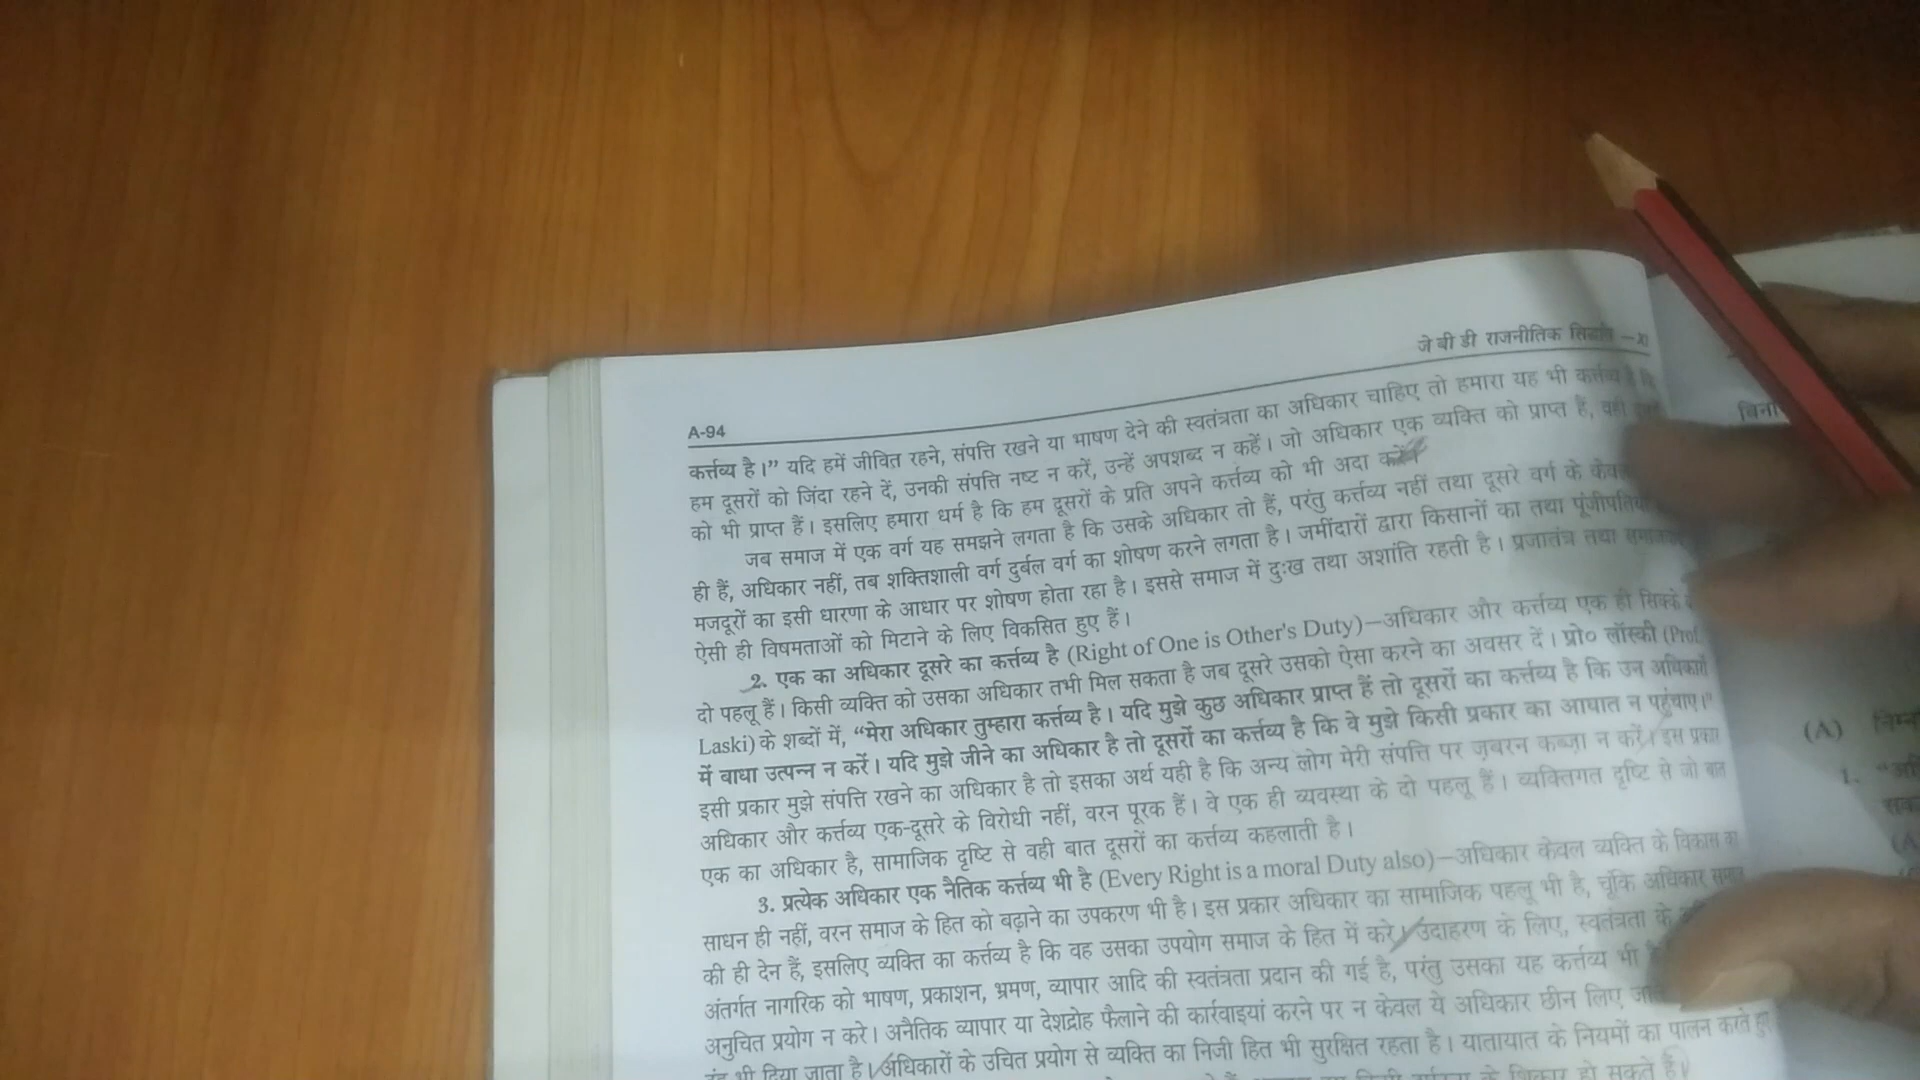 जे बी डी राजनीतिक
A-94
कर्त्तव्य है।” यदि हमें जीवित रहने, संपत्ति रखने या भाषण देने की स्वतंत्रता का अधिकार चाहिए तो हमारा यह भी कर्त्तव्य है
हम दूसरों को जिंदा रहने दें, उनकी संपत्ति नष्ट न करें, उन्हें अपशब्द न कहें। जो अधिकार एक व्यक्ति को प्राप्त हैं, वही
को भी प्राप्त हैं। इसलिए हमारा धर्म है कि हम दूसरों के प्रति अपने कर्त्तव्य को भी अदा करें।
जब समाज में एक वर्ग यह समझने लगता है कि उसके अधिकार तो हैं, परंतु कर्त्तव्य नहीं तथा दूसरे वर्ग के
ही हैं, अधिकार नहीं, तब शक्तिशाली वर्ग दुर्बल वर्ग का शोषण करने लगता है। जमींदारों द्वारा किसानों का तथा
मजदूरों का इसी धारणा के आधार पर शोषण होता रहा है। इससे समाज में दुःख तथा अशांति रहती है। प्रजातंत्र तथा
ऐसी ही विषमताओं को मिटाने के लिए विकसित हुए हैं।
2. एक का अधिकार दूसरे का कर्त्तव्य है (Right of One is Other's Duty)—अधिकार और कर्त्तव्य एक ही सिक्के
दो पहलू हैं। किसी व्यक्ति को उसका अधिकार तभी मिल सकता है जब दूसरे उसको ऐसा करने का अवसर दें। प्रो० लॉस्की (Prof.
Laski) के शब्दों में, “मेरा अधिकार तुम्हारा कर्त्तव्य है। यदि मुझे कुछ अधिकार प्राप्त हैं तो दूसरों का कर्त्तव्य है कि उन अधिकारों
में बाधा उत्पन्न न करें। यदि मुझे जीने का अधिकार है तो दूसरों का कर्त्तव्य है कि वे मुझे किसी प्रकार का आघात न पहुंचाए।”
इसी प्रकार मुझे संपत्ति रखने का अधिकार है तो इसका अर्थ यही है कि अन्य लोग मेरी संपत्ति पर ज़बरन कब्ज़ा न करें। इस प्रकार
अधिकार और कर्त्तव्य एक-दूसरे के विरोधी नहीं, वरन पूरक हैं। वे एक ही व्यवस्था के दो पहलू हैं। व्यक्तिगत दृष्टि से जो बात
एक का अधिकार है, सामाजिक दृष्टि से वही बात दूसरों का कर्त्तव्य कहलाती है।
3. प्रत्येक अधिकार एक नैतिक कर्त्तव्य भी है (Every Right is a moral Duty also)—अधिकार केवल व्यक्ति के विकास का
साधन ही नहीं, वरन समाज के हित को बढ़ाने का उपकरण भी है। इस प्रकार अधिकार का सामाजिक पहलू भी है, चूंकि अधिकार समाज
की ही देन हैं, इसलिए व्यक्ति का कर्त्तव्य है कि वह उसका उपयोग समाज के हित में करे। उदाहरण के लिए, स्वतंत्रता के
अंतर्गत नागरिक को भाषण, प्रकाशन, भ्रमण, व्यापार आदि की स्वतंत्रता प्रदान की गई है, परंतु उसका यह कर्त्तव्य भी
अनुचित प्रयोग न करे। अनैतिक व्यापार या देशद्रोह फैलाने की कार्रवाइयां करने पर न केवल ये अधिकार छीन लिए
भी दिया जाता है। अधिकारों के उचित प्रयोग से व्यक्ति का निजी हित भी सुरक्षित रहता है। यातायात के नियमों का पालन करते हुए
के शिकार हो सकते हैं।
(A)
1.